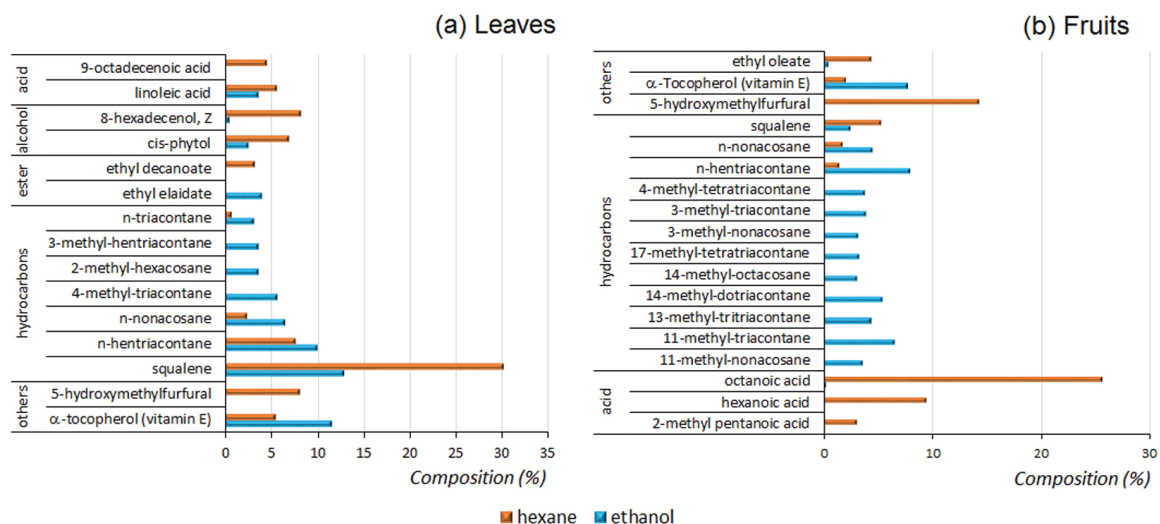 (a) Leaves
acid
9-octadecenoic acid
linoleic acid
alcohol
8-hexadecenol, Z
cis-phytol
ester
ethyl decanoate
ethyl elaidate
hydrocarbons
n-triacontane
3-methyl-hentriacontane
2-methyl-hexacosane
4-methyl-triacontane
n-nonacosane
n-hentriacontane
squalene
others
5-hydroxymethylfurfural
α-tocopherol (vitamin E)
0 5 10 15 20 25 30 35
Composition (%)
(b) Fruits
others
ethyl oleate
α-Tocopherol (vitamin E)
5-hydroxymethylfurfural
hydrocarbons
squalene
n-nonacosane
n-hentriacontane
4-methyl-tetratriacontane
3-methyl-triacontane
3-methyl-nonacosane
17-methyl-tetratriacontane
14-methyl-octacosane
14-methyl-dotriacontane
13-methyl-tritriacontane
11-methyl-triacontane
11-methyl-nonacosane
acid
octanoic acid
hexanoic acid
2-methyl pentanoic acid
0 10 20 30
Composition (%)
hexane ethanol